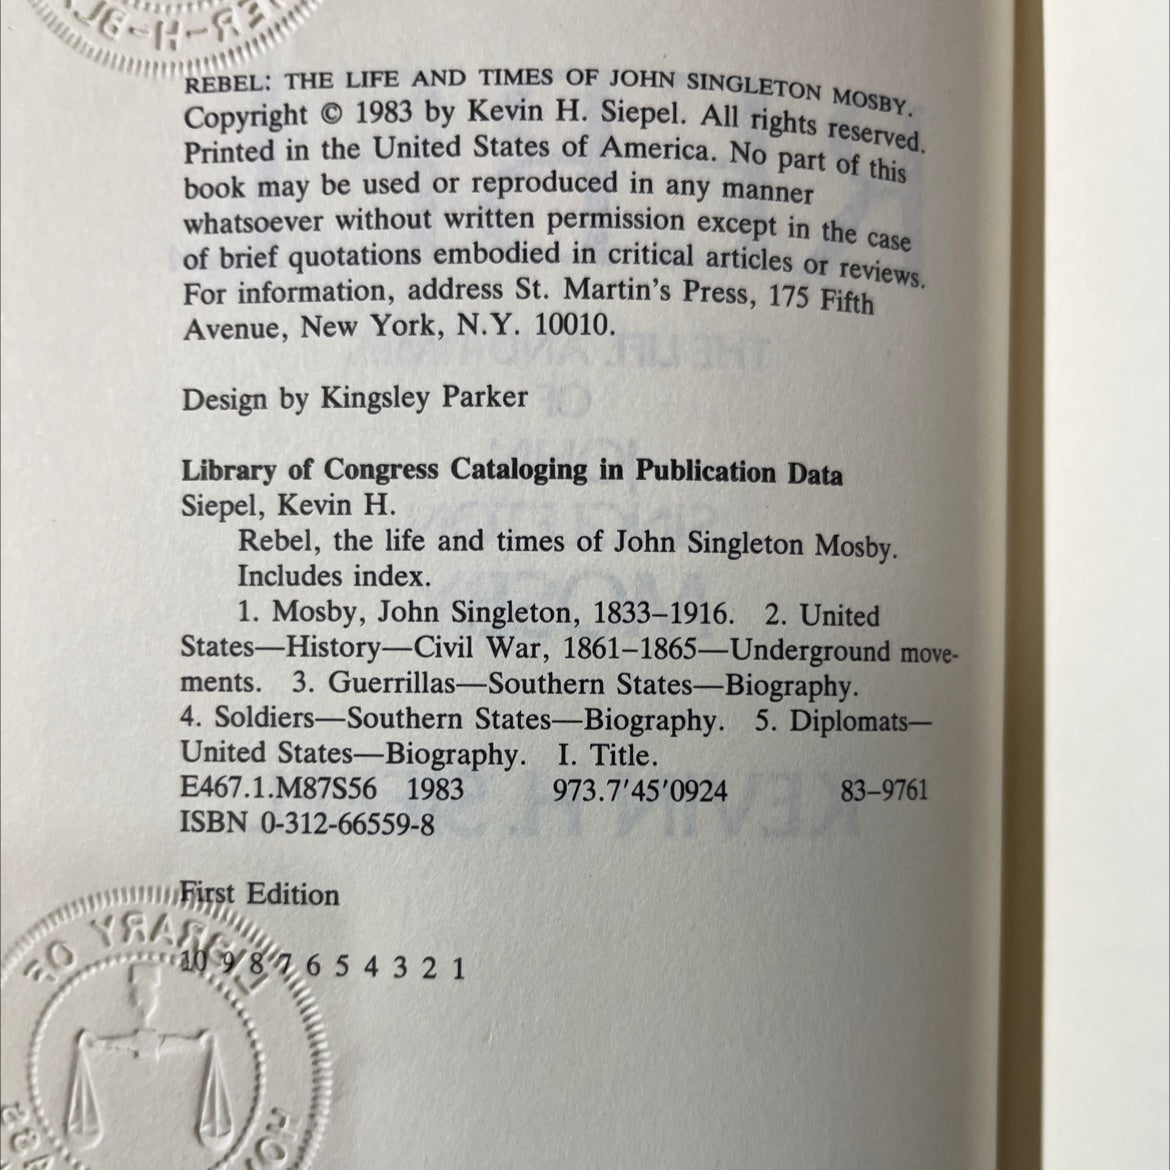 REBEL: THE LIFE AND TIMES OF JOHN SINGLETON MOSBY.
Copyright © 1983 by Kevin H. Siepel. All rights reserved.
Printed in the United States of America. No part of this
book may be used or reproduced in any manner
whatsoever without written permission except in the case
of brief quotations embodied in critical articles or reviews.
For information, address St. Martin's Press, 175 Fifth
Avenue, New York, N.Y. 10010.
Design by Kingsley Parker
Library of Congress Cataloging in Publication Data
Siepel, Kevin H.
Rebel, the life and times of John Singleton Mosby.
Includes index.
1. Mosby, John Singleton, 1833–1916. 2. United
States—History—Civil War, 1861–1865—Underground move-
ments. 3. Guerrillas—Southern States—Biography.
4. Soldiers—Southern States—Biography. 5. Diplomats—
United States—Biography. I. Title.
E467.1.M87S56 1983 973.7'45'0924 83–9761
ISBN 0-312-66559-8
First Edition
10 9 8 7 6 5 4 3 2 1
LIBRARY OF